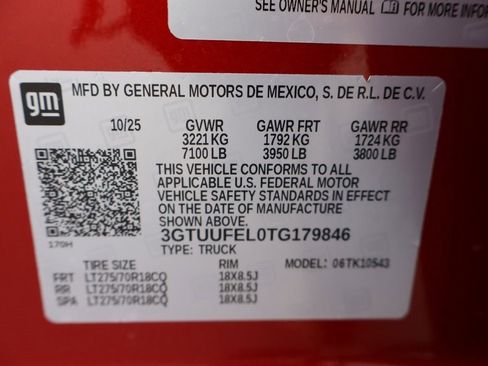 SEE OWNER'S MANUAL FOR MORE INFOR
gm
MFD BY GENERAL MOTORS DE MEXICO, S. DE R.L. DE C.V.
10/25 GVWR GAWR FRT GAWR RR
3221 KG 1792 KG 1724 KG
7100 LB 3950 LB 3800 LB
THIS VEHICLE CONFORMS TO ALL
APPLICABLE U.S. FEDERAL MOTOR
VEHICLE SAFETY STANDARDS IN EFFECT
ON THE DATE OF MANUFACTURE
SHOWN ABOVE.
170H
3GTUUFEL0TG179846
TYPE: TRUCK
TIRE SIZE RIM MODEL: 06TK10543
FRT LT275/70R18CQ 18X8.5J
RR LT275/70R18CQ 18X8.5J
SPA LT275/70R18CQ 18X8.5J